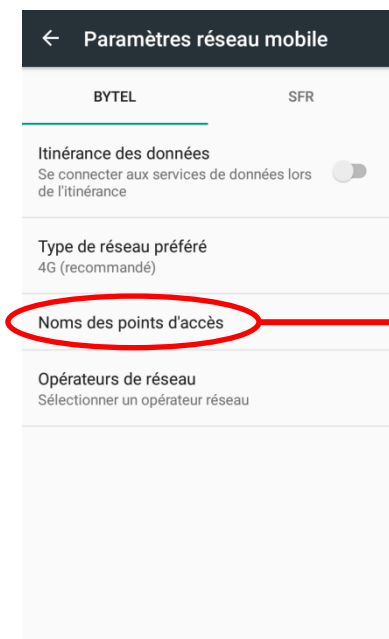 Paramètres réseau mobile
BYTEL SFR
Itinérance des données
Se connecter aux services de données lors
de l'itinérance
Type de réseau préféré
4G (recommandé)
Noms des points d'accès
Opérateurs de réseau
Sélectionner un opérateur réseau